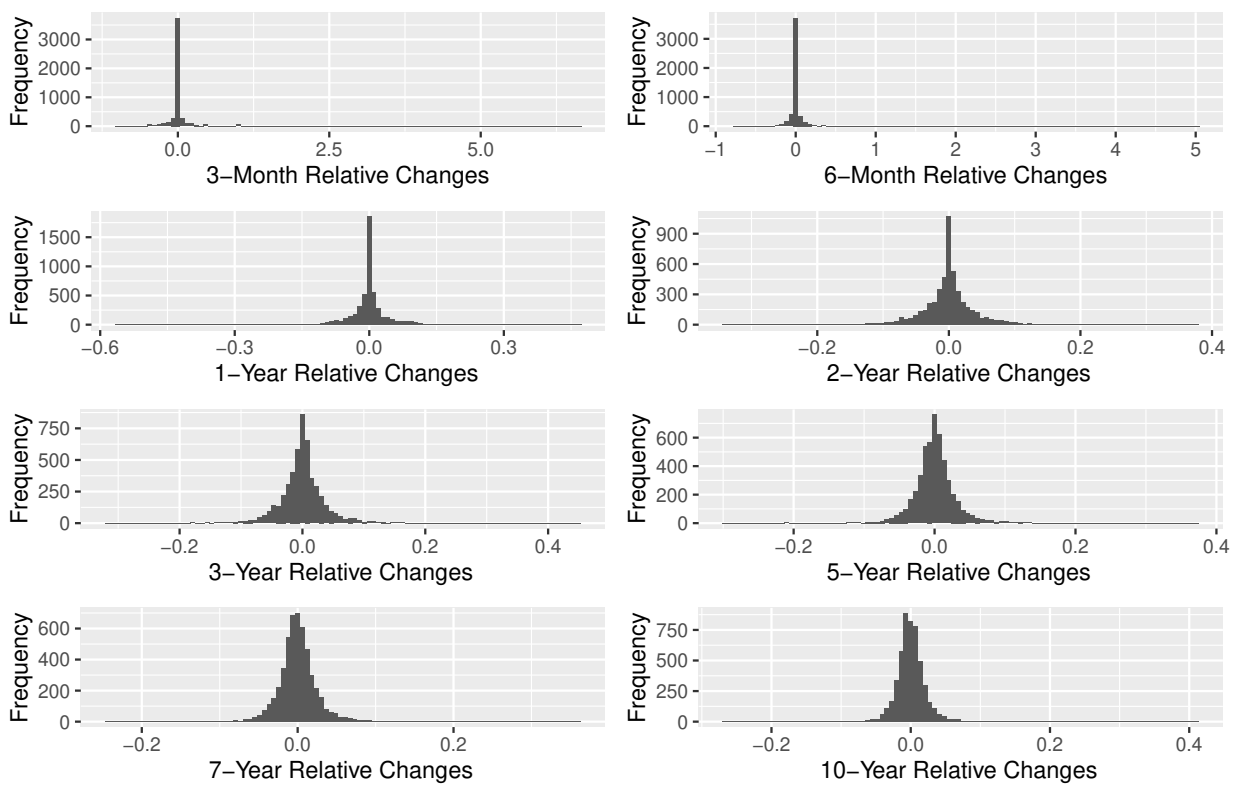 Frequency
3000
2000
1000
0
0.0 2.5 5.0
3−Month Relative Changes
Frequency
3000
2000
1000
0
−1 0 1 2 3 4 5
6−Month Relative Changes
Frequency
1500
1000
500
0
−0.6 −0.3 0.0 0.3
1−Year Relative Changes
Frequency
900
600
300
0
−0.2 0.0 0.2 0.4
2−Year Relative Changes
Frequency
750
500
250
0
−0.2 0.0 0.2 0.4
3−Year Relative Changes
Frequency
600
400
200
0
−0.2 0.0 0.2 0.4
5−Year Relative Changes
Frequency
600
400
200
0
−0.2 0.0 0.2
7−Year Relative Changes
Frequency
750
500
250
0
−0.2 0.0 0.2 0.4
10−Year Relative Changes